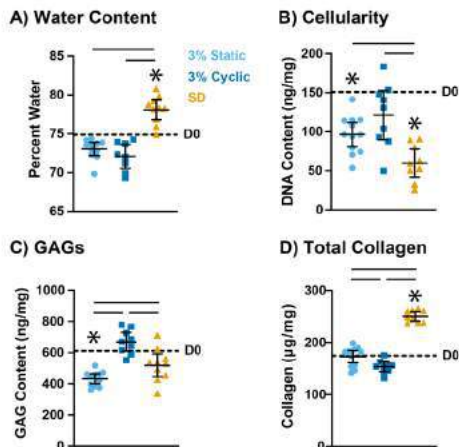 A) Water Content
85
80
75
70
65
Percent Water
3% Static
3% Cyclic
SD
*
D0
B) Cellularity
200
150
100
50
0
DNA Content (ng/mg)
*
*
D0
C) GAGs
1000
800
600
400
200
0
GAG Content (ng/mg)
*
D0
D) Total Collagen
300
200
100
0
Collagen (µg/mg)
*
D0